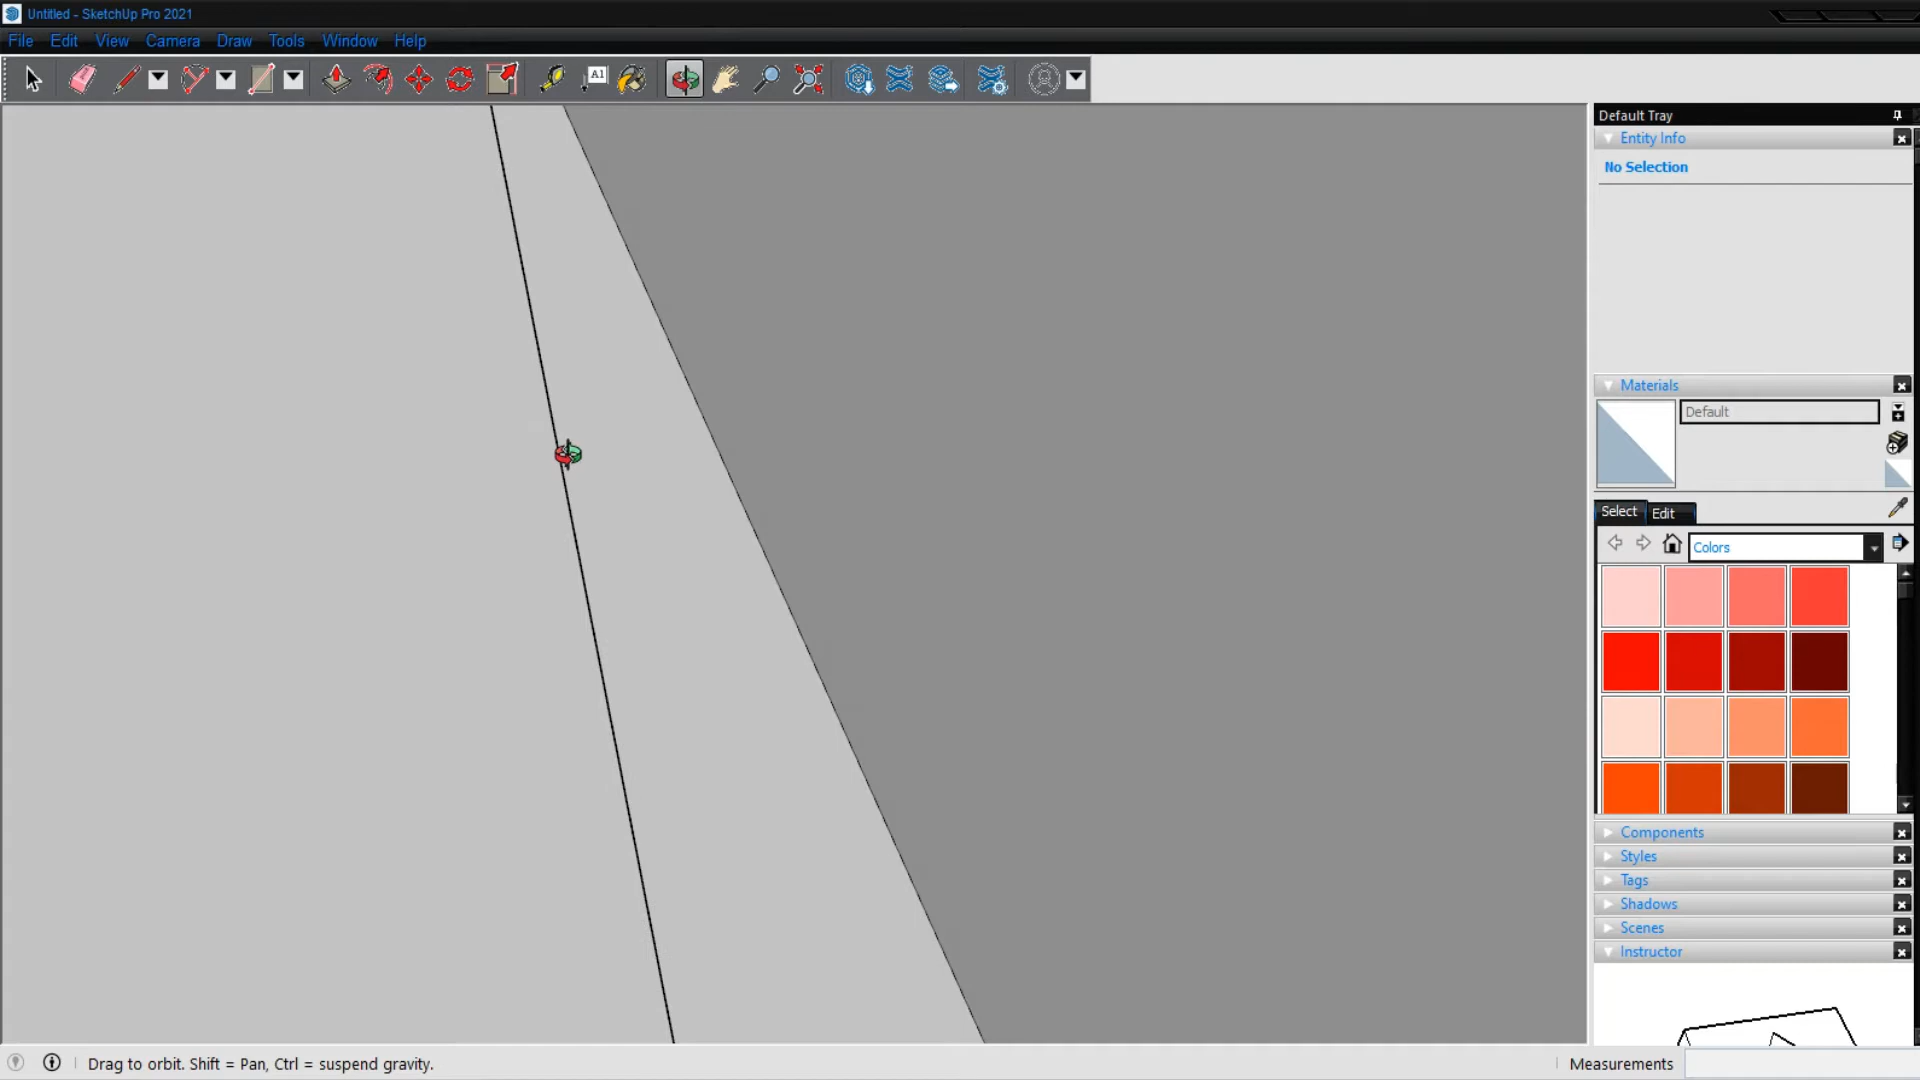 Untitled - SketchUp Pro 2021
File Edit View Camera Draw Tools Window Help
A1
Default Tray
Entity Info
No Selection
Materials
Default
Select Edit
Colors
Components
Styles
Tags
Shadows
Scenes
Instructor
Drag to orbit. Shift = Pan, Ctrl = suspend gravity.
Measurements